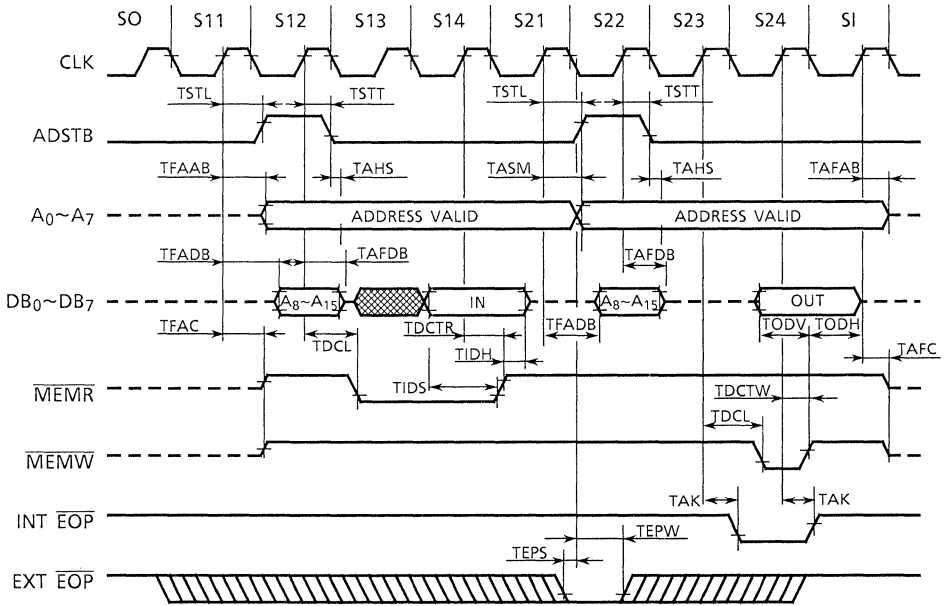 SO S11 S12 S13 S14 S21 S22 S23 S24 SI
CLK
TSTL TSTT TSTL TSTT
ADSTB
TFAAB TAHS TASM TAHS TAFAB
A0~A7 ADDRESS VALID ADDRESS VALID
TFADB TAFDB TAFDB
DB0~DB7 A8~A15 IN A8~A15 OUT
TFAC TDCL TDCTR TFADB TODV TODH
TIDH TAFC
MEMR TIDS TDCTW
TDCL
MEMW
TAK TAK
INT EOP
TEPS TEPW
EXT EOP